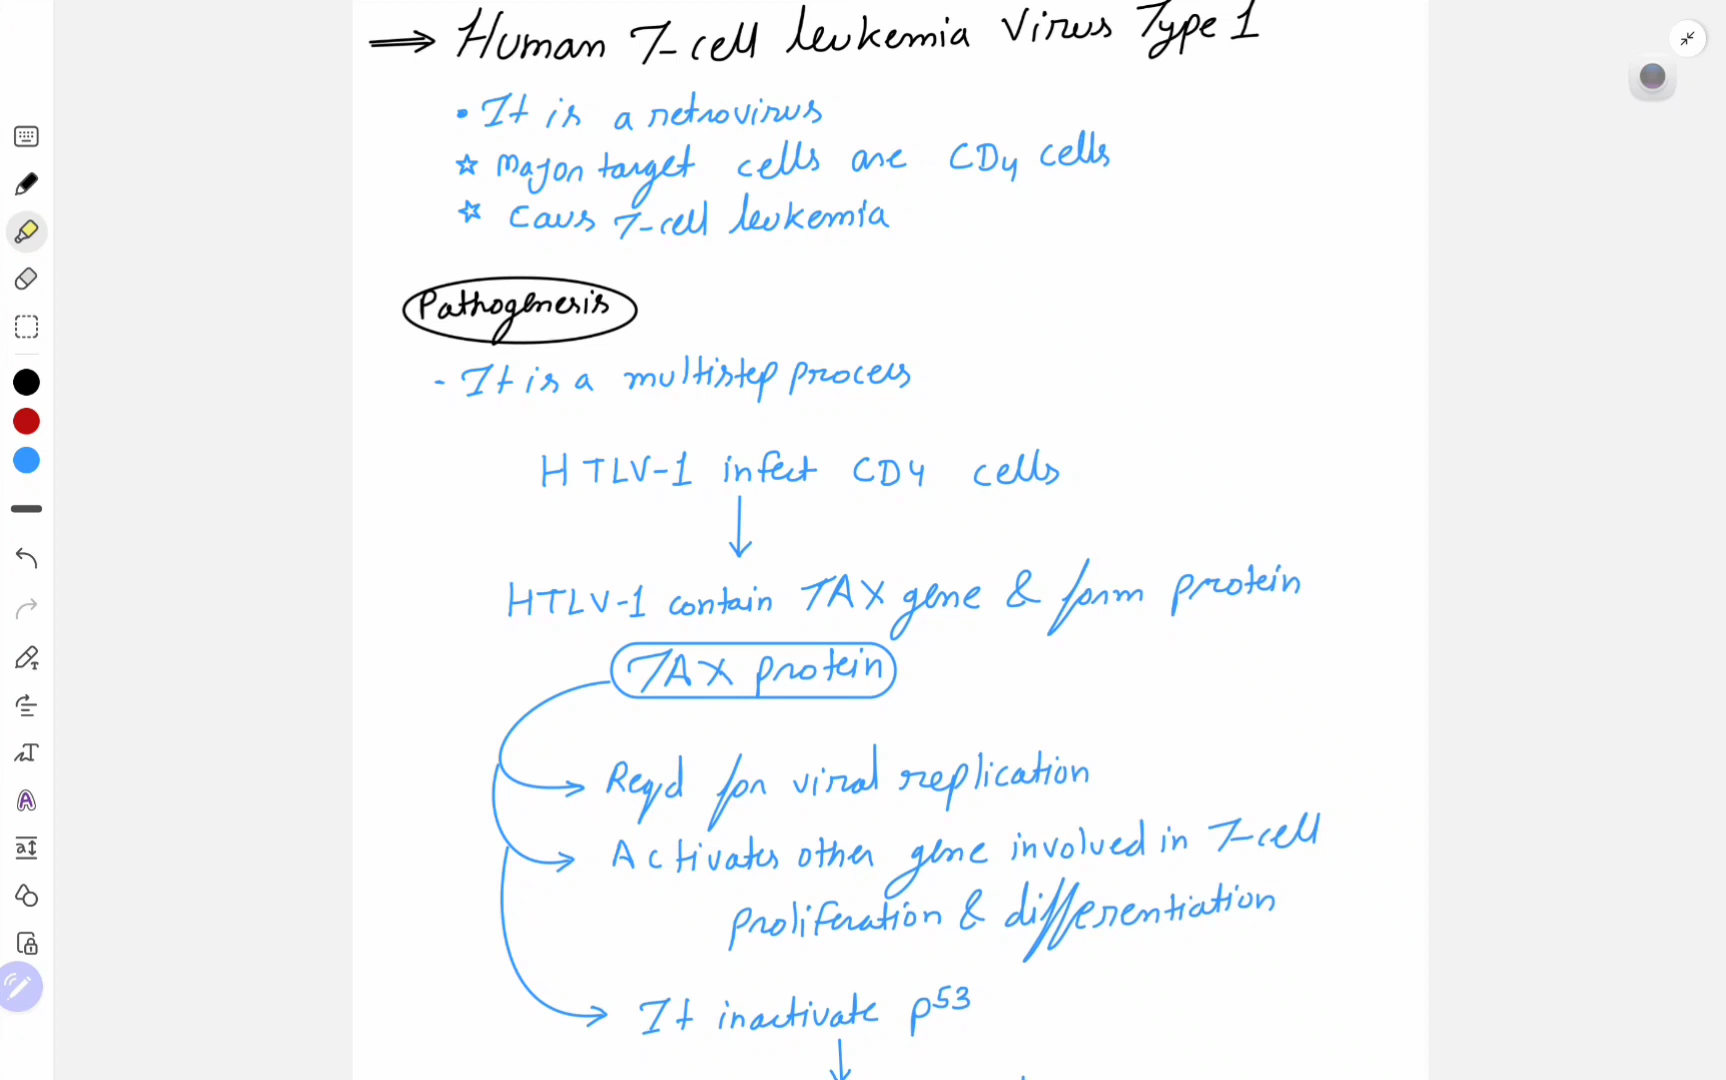 ⇒ Human T-cell leukemia Virus Type 1
• It is a retrovirus
☆ Major target cells are CD4 cells
☆ Caus T-cell leukemia
Pathogenesis
- It is a multistep process
HTLV-1 infect CD4 cells
↓
HTLV-1 contain TAX gene & form protein
TAX protein
→ Reqd for viral replication
→ Activates other gene involved in T-cell
proliferation & differentiation
→ It inactivate p53
↓